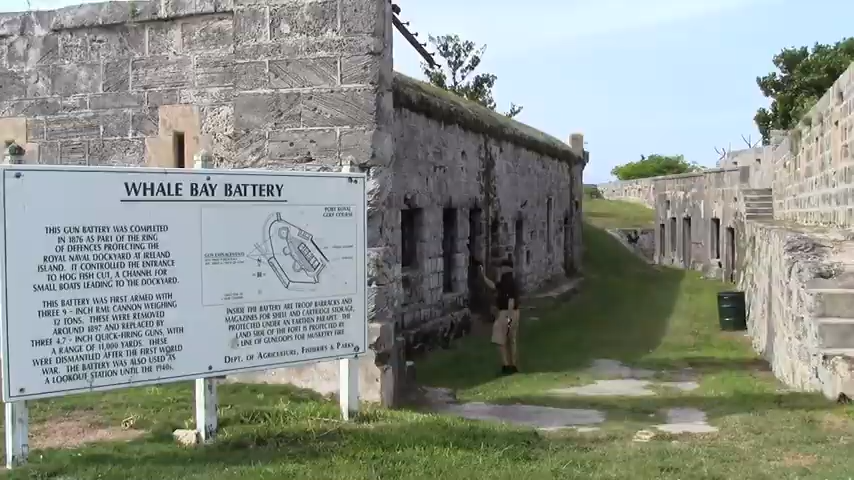 WHALE BAY BATTERY
THIS GUN BATTERY WAS COMPLETED
IN 1876 AS PART OF THE RING
OF DEFENCES PROTECTING THE
ROYAL NAVAL DOCKYARD AT IRELAND
ISLAND. IT CONTROLLED THE ENTRANCE
TO HOG FISH CUT, A CHANNEL FOR
SMALL BOATS LEADING TO THE DOCKYARD.
THIS BATTERY WAS FIRST ARMED WITH
THREE 9-INCH RML CANNON WEIGHING
12 TONS. THESE WERE REMOVED
AROUND 1897 AND REPLACED BY
THREE 4.7-INCH QUICK-FIRING GUNS, WITH
A RANGE OF 11,000 YARDS. THESE
WERE DISMANTLED AFTER THE FIRST WORLD
WAR. THE BATTERY WAS ALSO USED AS
A LOOKOUT STATION UNTIL THE 1940s.
PORT ROYAL
GOLF COURSE
GUN EMPLACEMENTS
INSIDE THE BATTERY ARE TROOP BARRACKS AND
MAGAZINES FOR SHELL AND CARTRIDGE STORAGE,
PROTECTED UNDER AN EARTHEN PARAPET. THE
LAND SIDE OF THE FORT IS PROTECTED BY
A LINE OF GUNLOOPS FOR MUSKETRY FIRE
DEPT. OF AGRICULTURE, FISHERIES & PARKS